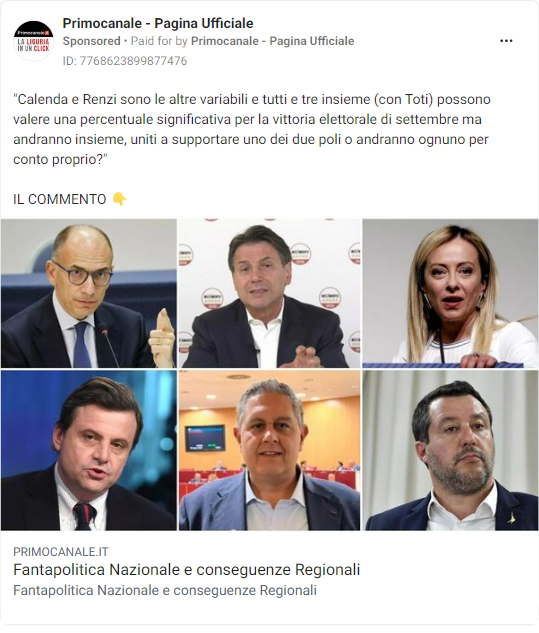 Primocanale - Pagina Ufficiale
Sponsored • Paid for by Primocanale - Pagina Ufficiale
ID: 7768623899877476
Primocanale
LA LIGURIA
IN UN CLICK
"Calenda e Renzi sono le altre variabili e tutti e tre insieme (con Toti) possono
valere una percentuale significativa per la vittoria elettorale di settembre ma
andranno insieme, uniti a supportare uno dei due poli o andranno ognuno per
conto proprio?"
IL COMMENTO 👇
PRIMOCANALE.IT
Fantapolitica Nazionale e conseguenze Regionali
Fantapolitica Nazionale e conseguenze Regionali